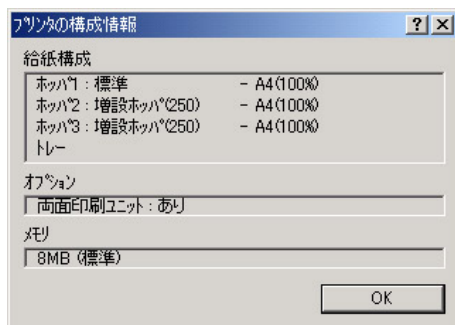 プリンタの構成情報
給紙構成
ホッパ1：標準 - A4(100%)
ホッパ2：増設ホッパ(250) - A4(100%)
ホッパ3：増設ホッパ(250) - A4(100%)
トレー
オプション
両面印刷ユニット：あり
メモリ
8MB (標準)
OK